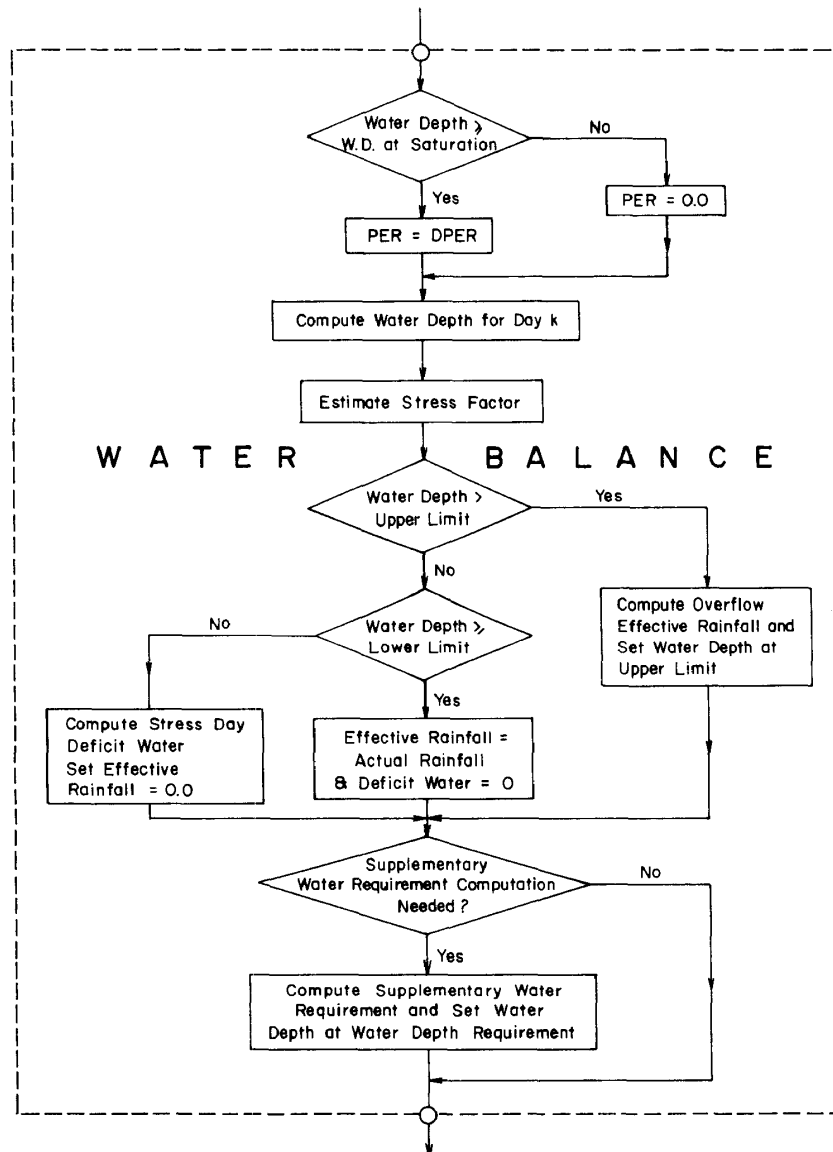 Water Depth ⩾
W.D. at Saturation
No
Yes
PER = 0.0
PER = DPER
Compute Water Depth for Day k
Estimate Stress Factor
WATER BALANCE
Water Depth >
Upper Limit
Yes
No
Compute Overflow
Effective Rainfall and
Set Water Depth at
Upper Limit
No
Water Depth ⩾
Lower Limit
Yes
Compute Stress Day
Deficit Water
Set Effective
Rainfall = 0.0
Effective Rainfall =
Actual Rainfall
& Deficit Water = 0
Supplementary
Water Requirement Computation
Needed?
No
Yes
Compute Supplementary Water
Requirement and Set Water
Depth at Water Depth Requirement